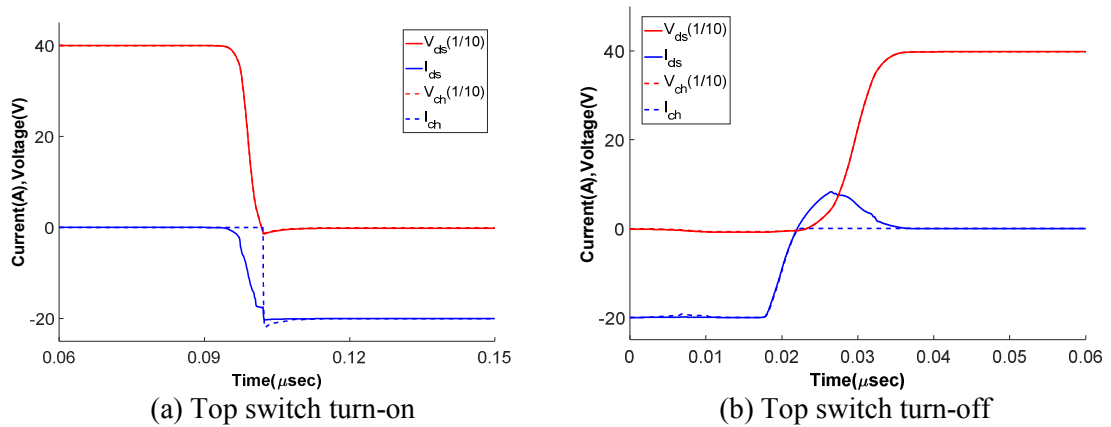 40
20
0
-20
Current(A),Voltage(V)
0.06
0.09
0.12
0.15
Time(μsec)
V_ds(1/10)
I_ds
V_ch(1/10)
I_ch
(a) Top switch turn-on
40
20
0
-20
Current(A),Voltage(V)
0
0.01
0.02
0.03
0.04
0.05
0.06
Time(μsec)
V_ds(1/10)
I_ds
V_ch(1/10)
I_ch
(b) Top switch turn-off